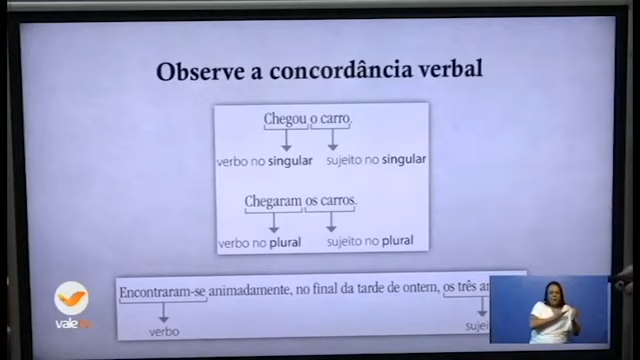 Observe a concordância verbal
Chegou o carro.
verbo no singular sujeito no singular
Chegaram os carros.
verbo no plural sujeito no plural
Encontraram-se animadamente, no final da tarde de ontem, os três
verbo
vale tv